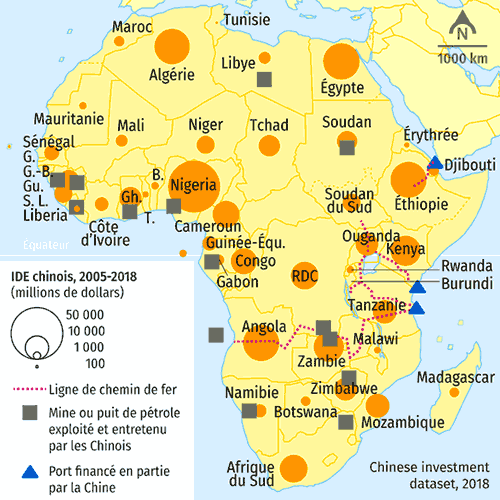 Maroc
Tunisie
N
1000 km
Algérie
Libye
Égypte
Mauritanie
Mali
Niger
Tchad
Soudan
Érythrée
Sénégal
G.
G.-B.
Gu.
S. L.
Liberia
Côte
d'Ivoire
Gh.
B.
T.
Nigeria
Cameroun
Soudan
du Sud
Djibouti
Éthiopie
Équateur
Guinée-Équ.
Congo
Gabon
Ouganda
Kenya
Rwanda
Burundi
RDC
Tanzanie
Angola
Zambie
Malawi
Zimbabwe
Madagascar
Namibie
Botswana
Mozambique
Afrique
du Sud
IDE chinois, 2005-2018
(millions de dollars)
50 000
10 000
1 000
100
Ligne de chemin de fer
Mine ou puit de pétrole
exploité et entretenu
par les Chinois
Port financé en partie
par la Chine
Chinese investment
dataset, 2018